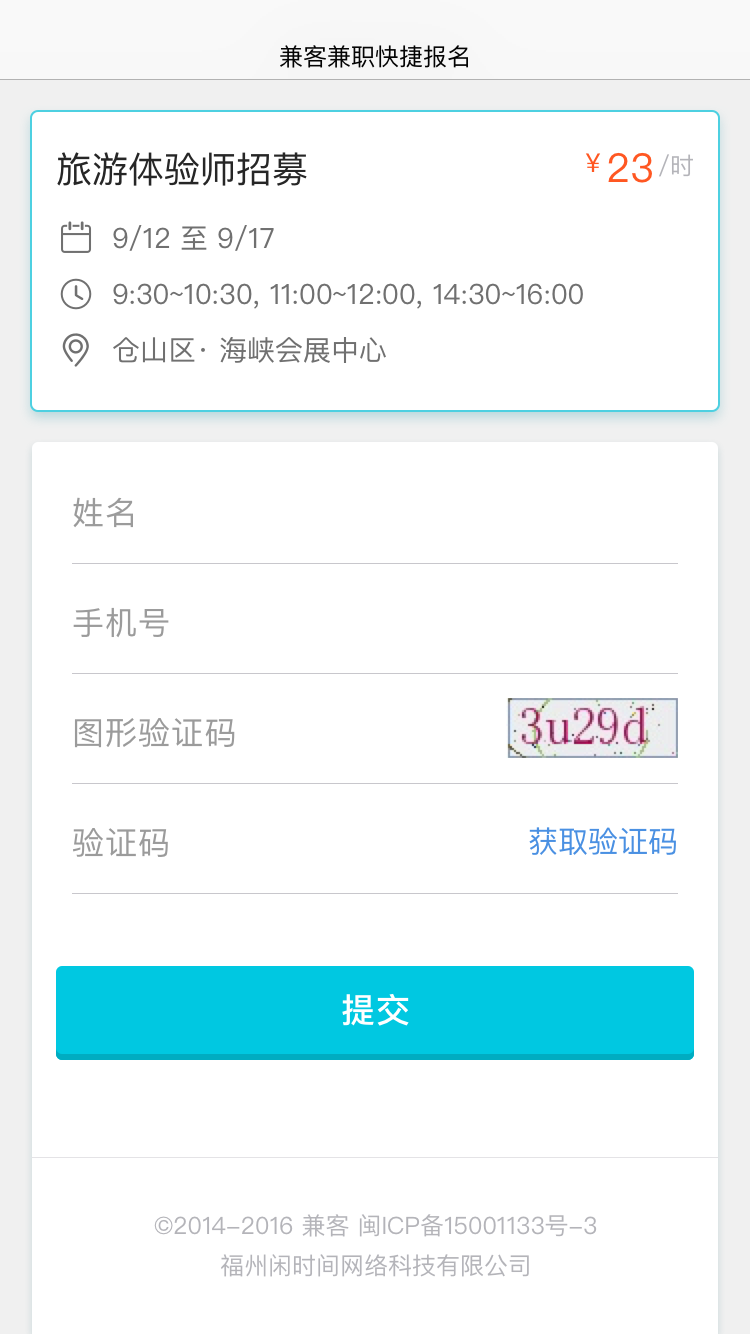 兼客兼职快捷报名
旅游体验师招募
¥23/时
9/12 至 9/17
9:30~10:30, 11:00~12:00, 14:30~16:00
仓山区· 海峡会展中心
姓名
手机号
图形验证码
3u29d
验证码
获取验证码
提交
©2014–2016 兼客 闽ICP备15001133号–3
福州闲时间网络科技有限公司